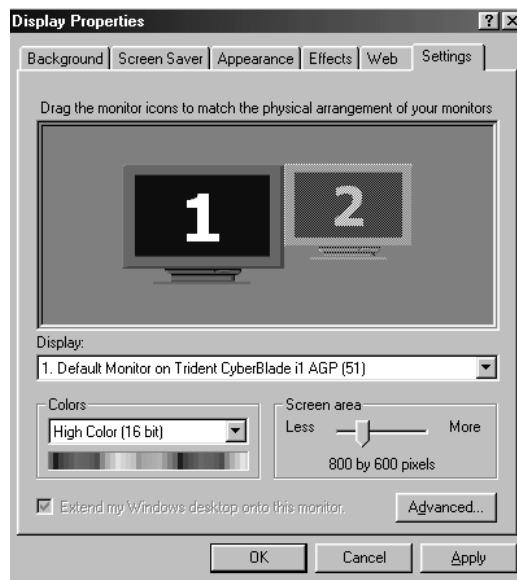 Display Properties
Background Screen Saver Appearance Effects Web Settings
Drag the monitor icons to match the physical arrangement of your monitors
1 2
Display:
1. Default Monitor on Trident CyberBlade i1 AGP (51)
Colors
High Color (16 bit)
Screen area
Less More
800 by 600 pixels
Extend my Windows desktop onto this monitor.
Advanced...
OK Cancel Apply